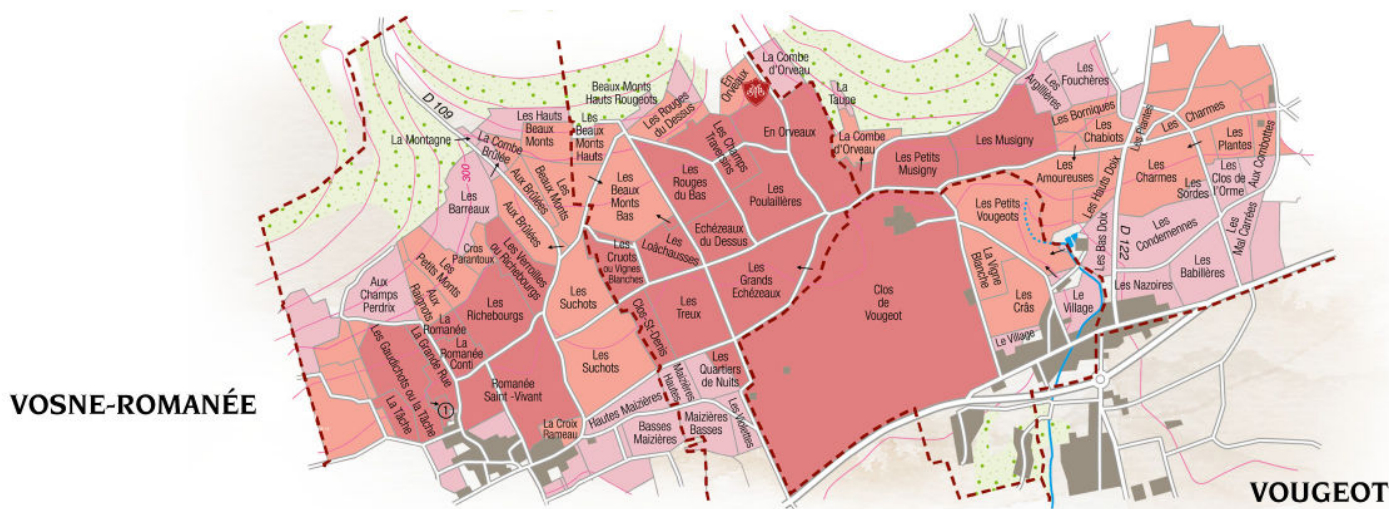 La Combe
d'Orveau
Les
Fouchères
Les
Argillières
En
Orveaux
Beaux Monts
Hauts Rougeots
La
Taupe
D 109
Les Hauts
Beaux
Monts
Les
Beaux
Monts
Hauts
Les Rouges
du Dessus
Les Champs
Traversins
En Orveaux
La Combe
d'Orveau
Les Musigny
Les Borniques
Les
Chabiots
Les Plantes
Les Charmes
La Montagne
La Combe
Brûlée
300
Les
Petits
Musigny
Les
Amoureuses
Les
Charmes
Les
Plantes
Aux Combottes
Les
Barreaux
Aux Brûlées
Les
Beaux Monts
Les
Beaux
Monts
Bas
Les
Rouges
du Bas
Les
Poulaillères
Les Hauts Doix
Les
Sordes
Clos de
l'Orme
Aux Brûlées
Les Petits
Vougeots
Les
Condemennes
Les
Mal Carrées
Cros
Parantoux
Les Verroilles
ou Richebourgs
Les
Cruots
ou Vignes
Blanches
Les
Loâchausses
Echézeaux
du Dessus
La Vigne
Blanche
Les Bas Doix
D 122
Les
Babillères
Aux
Champs
Perdrix
Les
Petits Monts
Aux
Raignots
Les
Richebourgs
Les
Suchots
Les
Grands
Echézeaux
Clos
de
Vougeot
Les
Crâs
Le
Village
Les Nazoires
La
Romanée
La
Romanée
Conti
La Grande Rue
Les Gaudichots ou la Tâche
La Tâche
Clos-St-Denis
Les
Treux
Le Village
Romanée
Saint -Vivant
Les
Suchots
Les
Quartiers
de Nuits
Maizières
Hautes
VOSNE-ROMANÉE
1
La Croix
Rameau
Hautes Maizières
Basses
Maizières
Maizières
Basses
Les Violettes
VOUGEOT